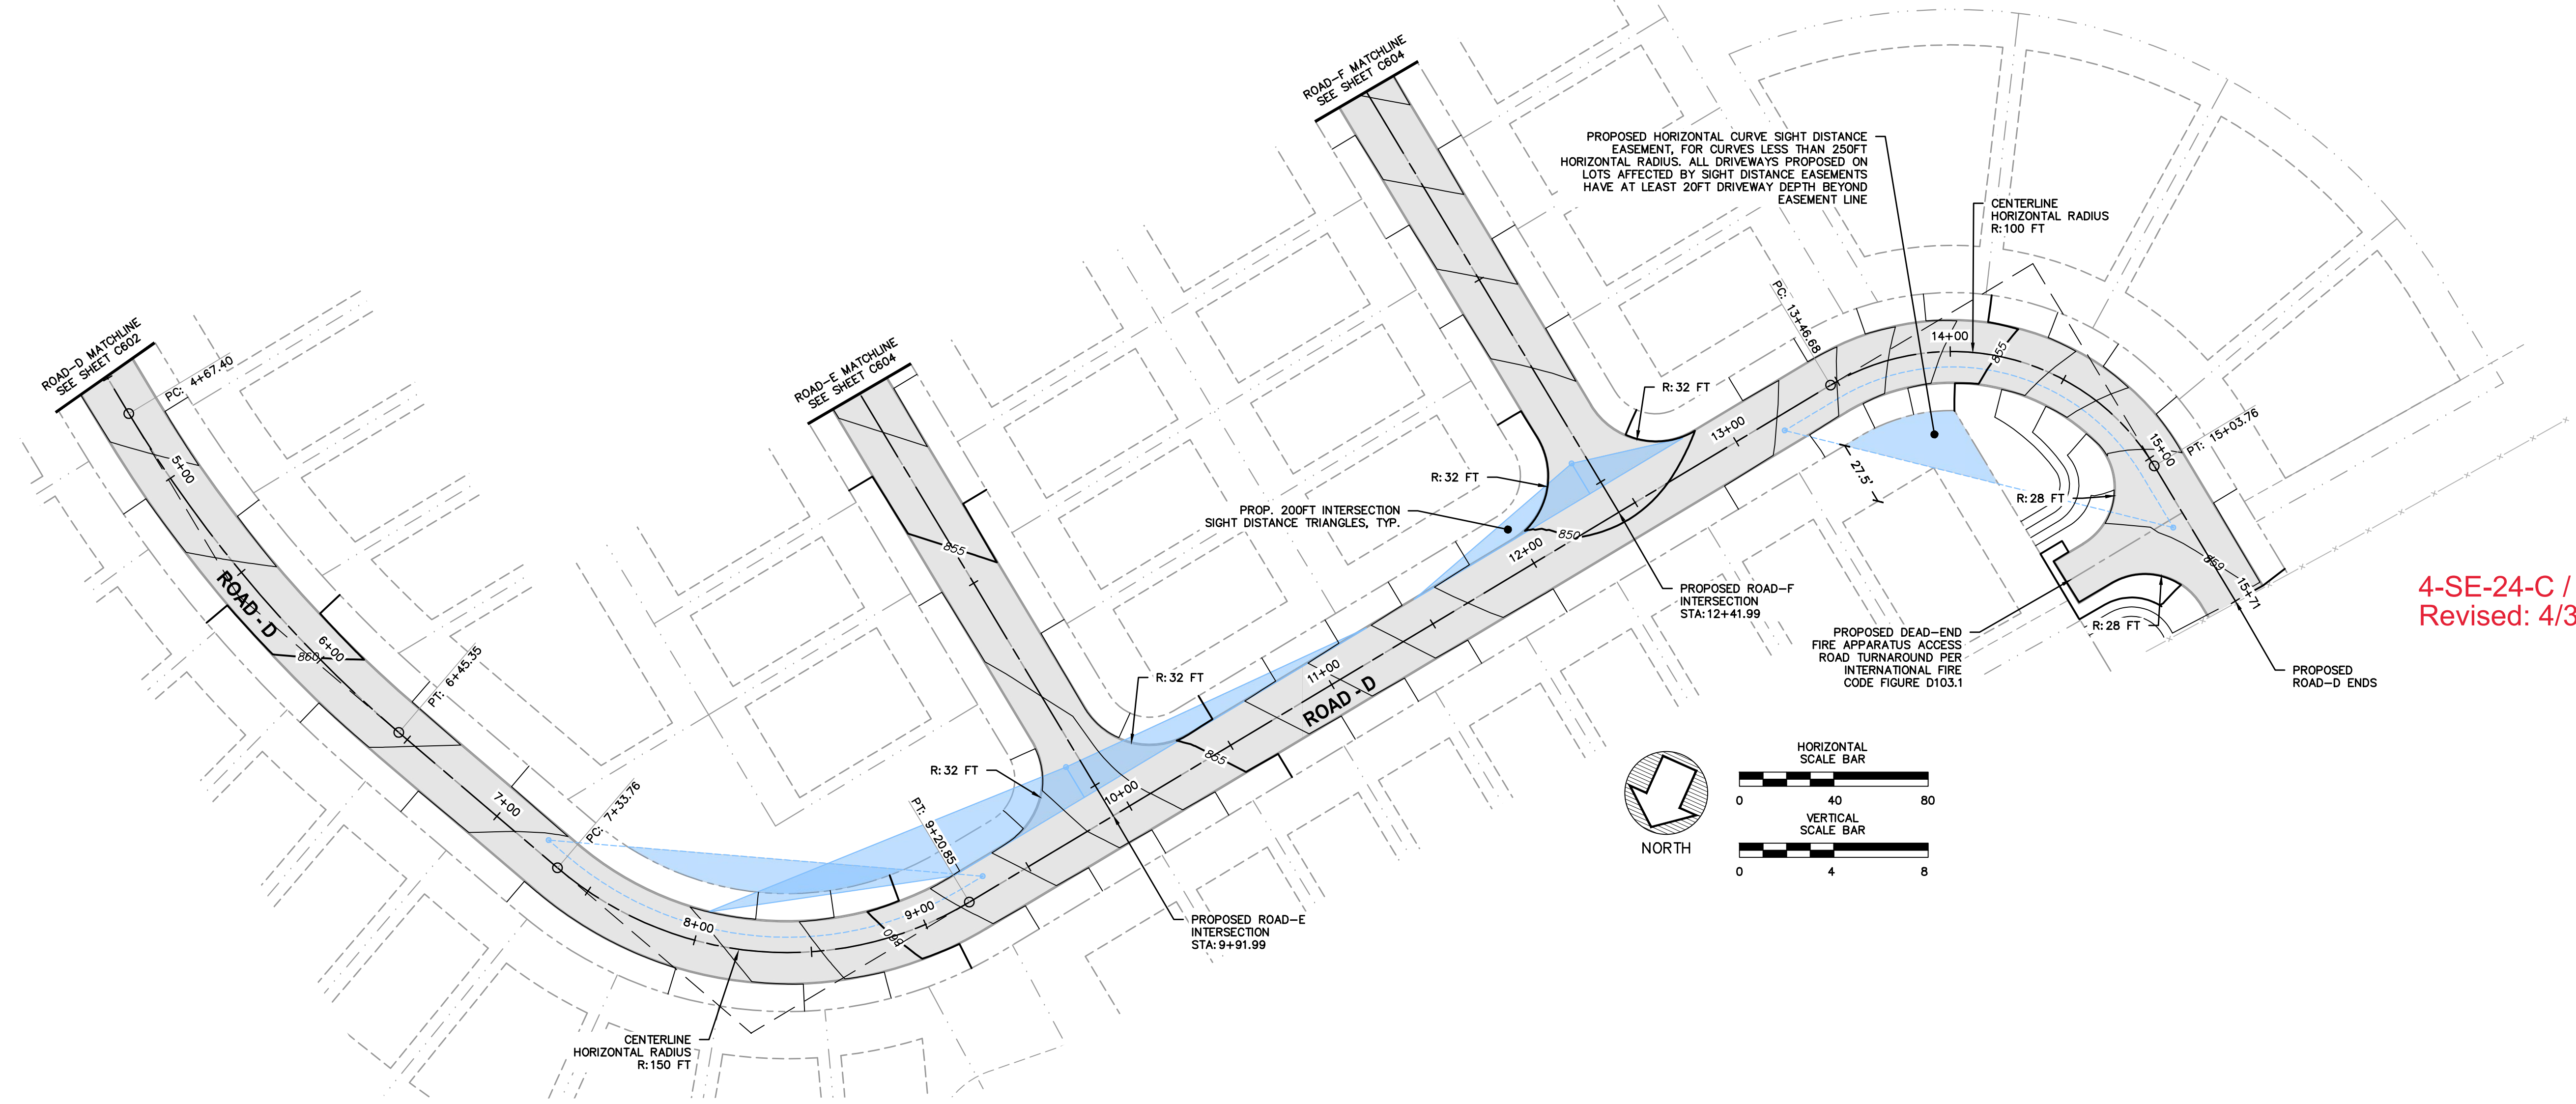 ROAD-F MATCHLINE
SEE SHEET C604
PROPOSED HORIZONTAL CURVE SIGHT DISTANCE
EASEMENT, FOR CURVES LESS THAN 250FT
HORIZONTAL RADIUS. ALL DRIVEWAYS PROPOSED ON
LOTS AFFECTED BY SIGHT DISTANCE EASEMENTS
HAVE AT LEAST 20FT DRIVEWAY DEPTH BEYOND
EASEMENT LINE
CENTERLINE
HORIZONTAL RADIUS
R:100 FT
ROAD-D MATCHLINE
SEE SHEET C602
PC: 4+67.40
ROAD-E MATCHLINE
SEE SHEET C604
PC: 13+46.68
14+00
855
R:32 FT
13+00
15+00
PT: 15+03.76
5+00
27.5'
R:32 FT
R:28 FT
PROP. 200FT INTERSECTION
SIGHT DISTANCE TRIANGLES, TYP.
850
12+00
855
859
15+71
4-SE-24-C /
Revised: 4/3
ROAD-D
6+00
860
PROPOSED ROAD-F
INTERSECTION
STA:12+41.99
R:28 FT
PROPOSED DEAD-END
FIRE APPARATUS ACCESS
ROAD TURNAROUND PER
INTERNATIONAL FIRE
CODE FIGURE D103.1
PROPOSED
ROAD-D ENDS
PT: 6+45.35
R:32 FT
11+00
ROAD-D
855
R:32 FT
10+00
7+00
PC: 7+33.76
PT: 9+20.85
HORIZONTAL
SCALE BAR
0 40 80
VERTICAL
SCALE BAR
0 4 8
NORTH
8+00
9+00
860
PROPOSED ROAD-E
INTERSECTION
STA:9+91.99
CENTERLINE
HORIZONTAL RADIUS
R:150 FT